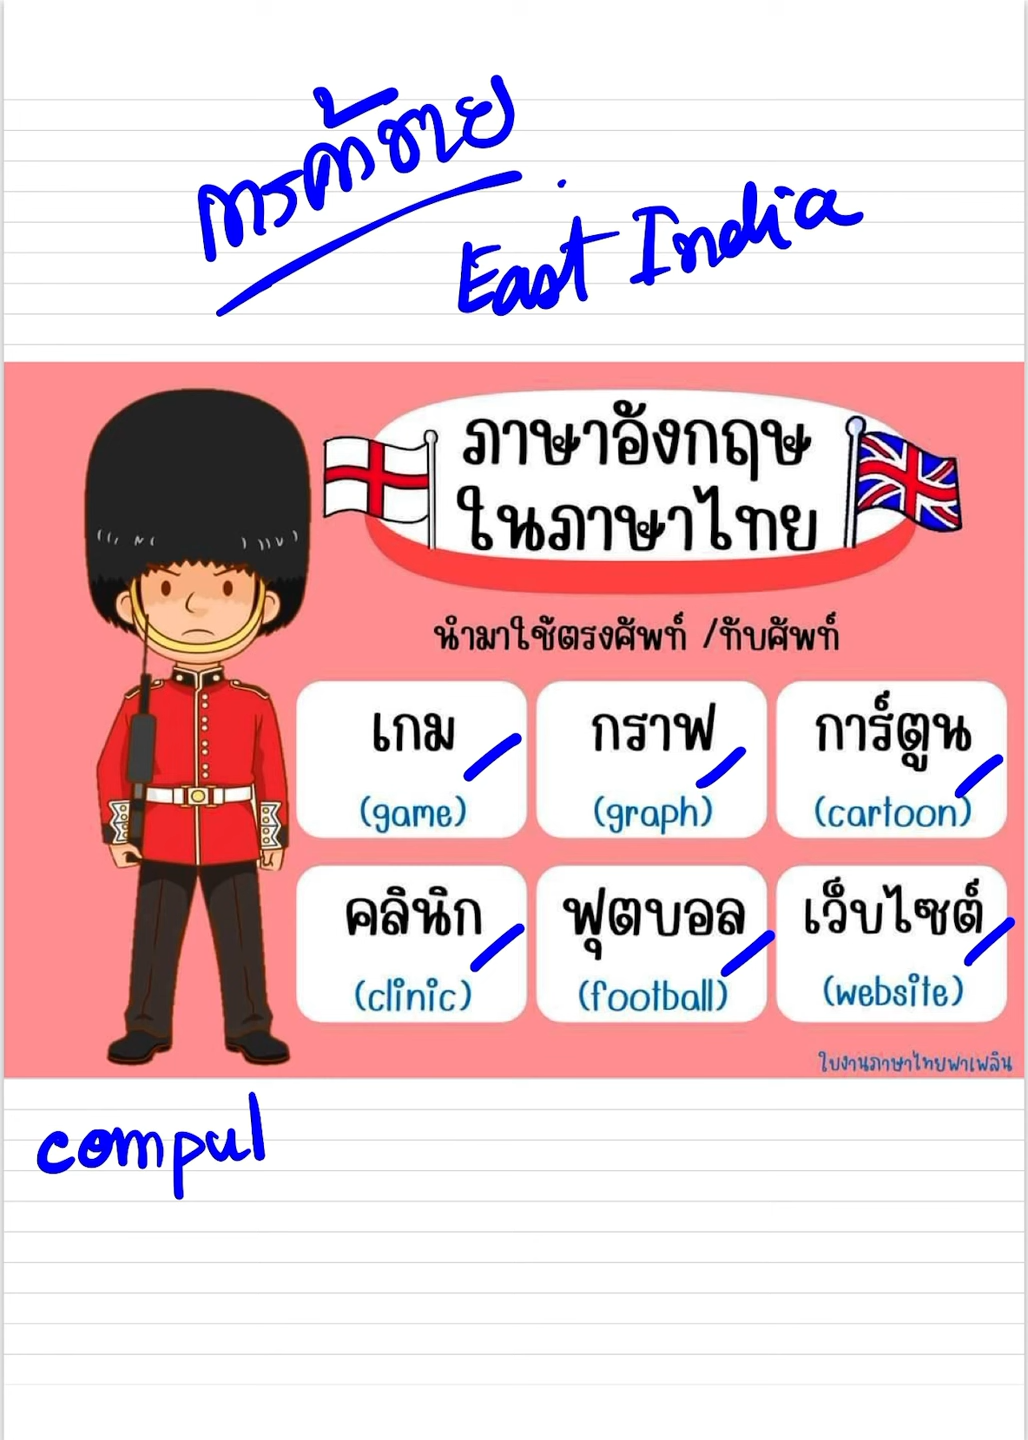 การค้าขาย
East India
ภาษาอังกฤษ
ในภาษาไทย
นำมาใช้ตรงศัพท์ /ทับศัพท์
เกม กราฟ การ์ตูน
(game) (graph) (cartoon)
คลินิก ฟุตบอล เว็บไซต์
(clinic) (football) (website)
ใบงานภาษาไทยพาเพลิน
compul